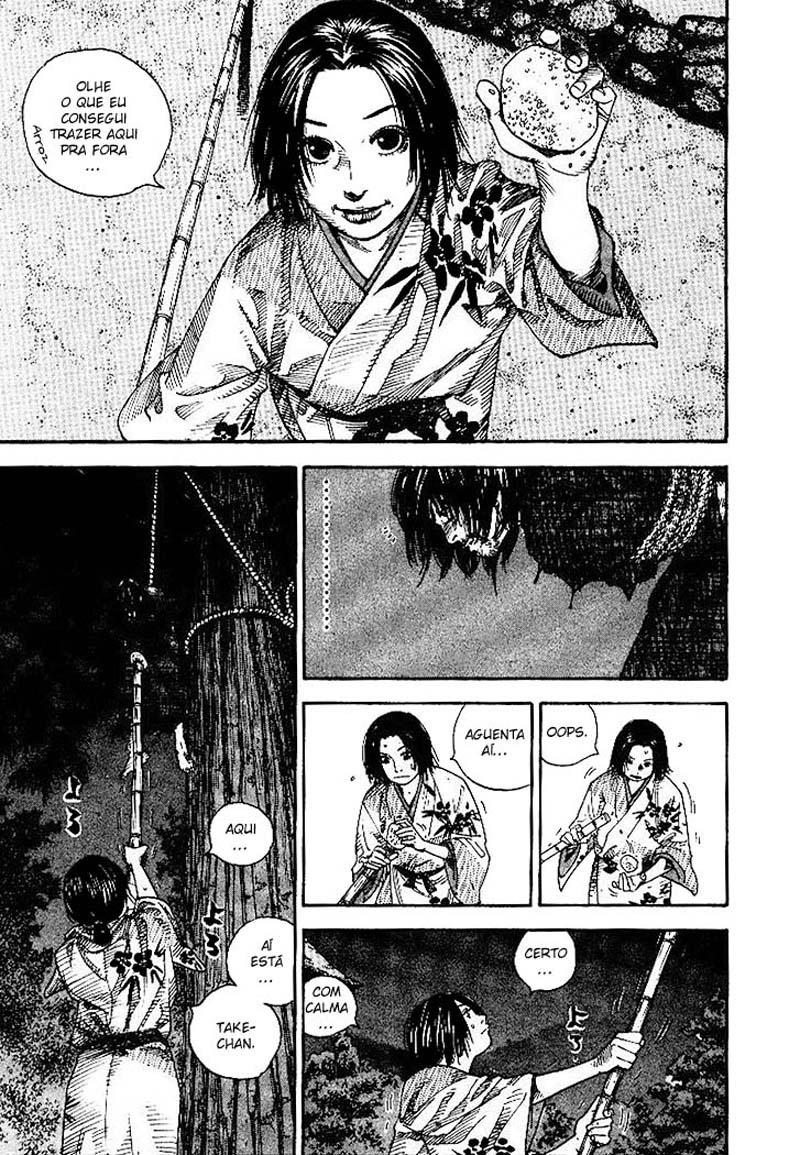 OLHE
O QUE EU
CONSEGUI
TRAZER AQUI
PRA FORA
...
Arroz
OOPS.
AGUENTA
AÍ...
CERTO
...
COM
CALMA
...
AQUI
...
AÍ
ESTÁ
...
TAKE-
CHAN.